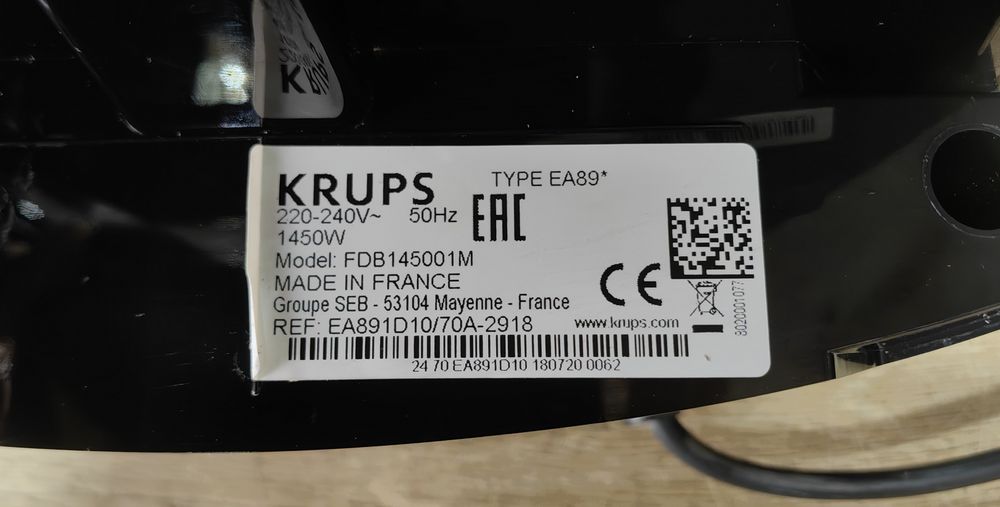 KRUPS TYPE EA89*
220-240V~ 50Hz EAC
1450W
Model: FDB145001M
MADE IN FRANCE
Groupe SEB - 53104 Mayenne - France CE
REF: EA891D10/70A-2918 www.krups.com
24 70 EA891D10 180720 0062
8020001077